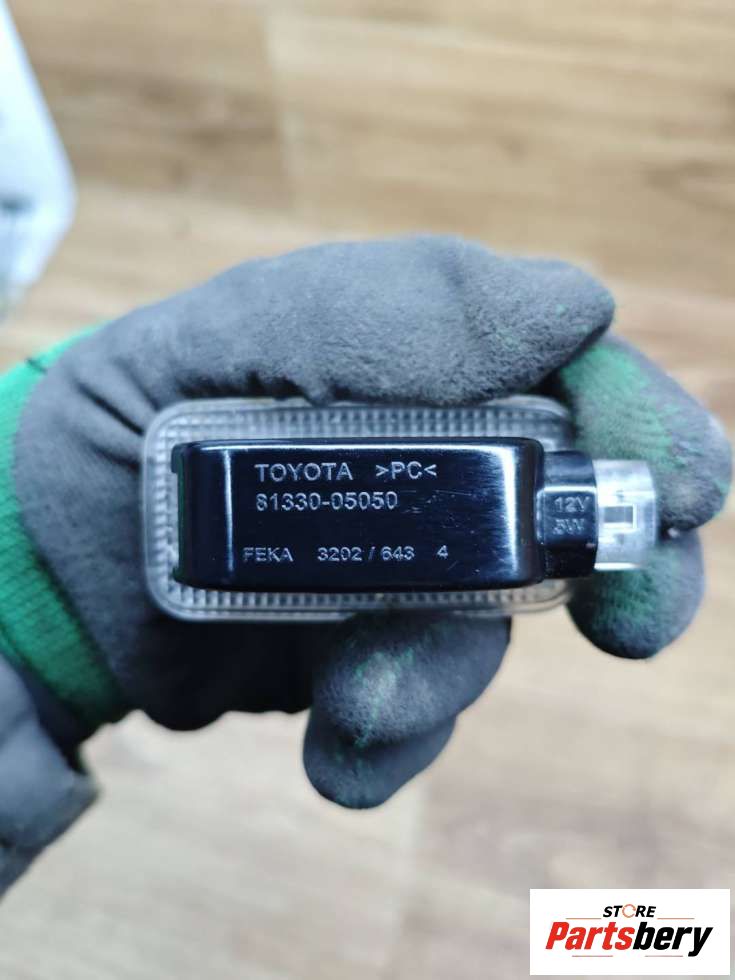 TOYOTA >PC<
81330-05050
FEKA 3202 / 643 4
12V
5W
STORE
Partsbery